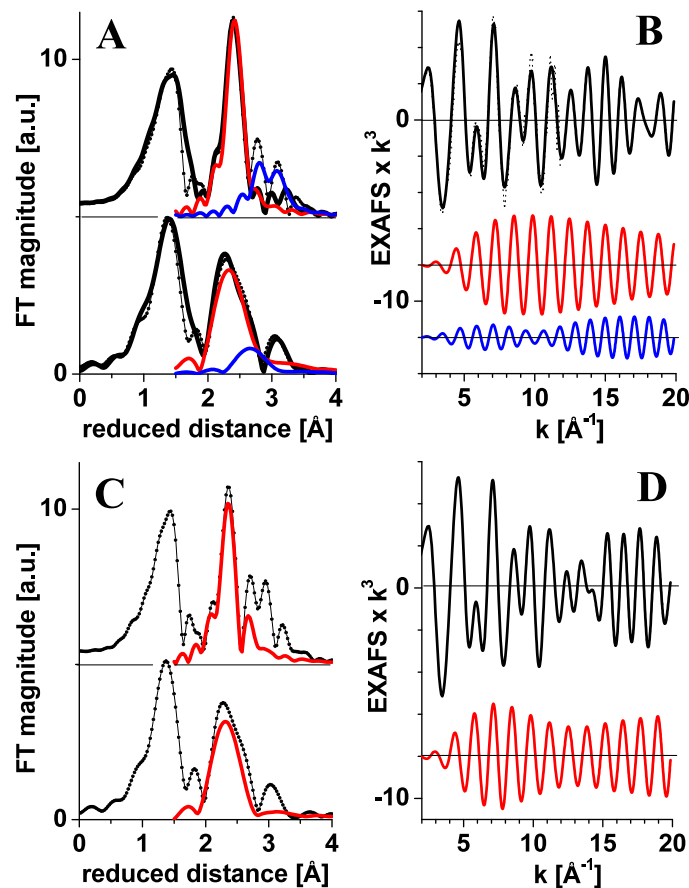 A
B
10
0
FT magnitude [a.u.]
0
1
2
3
4
reduced distance [Å]
0
-10
EXAFS x k³
5
10
15
20
k [Å⁻¹]
C
D
10
0
FT magnitude [a.u.]
0
1
2
3
4
reduced distance [Å]
0
-10
EXAFS x k³
5
10
15
20
k [Å⁻¹]